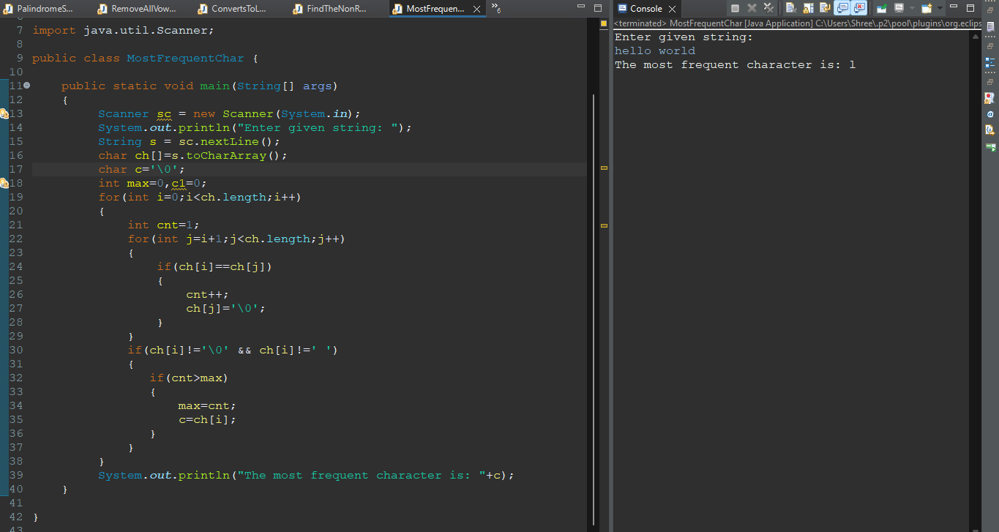 PalindromeS... RemoveAllVow... ConvertsToL... FindTheNonR... MostFrequen... »6
7 import java.util.Scanner;
8
9 public class MostFrequentChar {
10
11 public static void main(String[] args)
12 {
13 Scanner sc = new Scanner(System.in);
14 System.out.println("Enter given string: ");
15 String s = sc.nextLine();
16 char ch[]=s.toCharArray();
17 char c='\0';
18 int max=0,c1=0;
19 for(int i=0;i<ch.length;i++)
20 {
21 int cnt=1;
22 for(int j=i+1;j<ch.length;j++)
23 {
24 if(ch[i]==ch[j])
25 {
26 cnt++;
27 ch[j]='\0';
28 }
29 }
30 if(ch[i]!='\0' && ch[i]!=' ')
31 {
32 if(cnt>max)
33 {
34 max=cnt;
35 c=ch[i];
36 }
37 }
38 }
39 System.out.println("The most frequent character is: "+c);
40 }
41
42 }
43
Console
<terminated> MostFrequentChar [Java Application] C:\Users\Shree\.p2\pool\plugins\org.eclips
Enter given string:
hello world
The most frequent character is: l